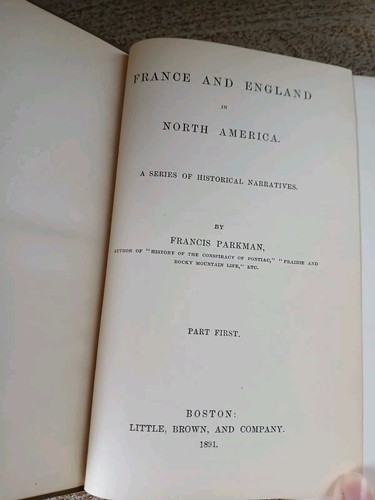 FRANCE AND ENGLAND
IN
NORTH AMERICA.
A SERIES OF HISTORICAL NARRATIVES.
BY
FRANCIS PARKMAN,
AUTHOR OF "HISTORY OF THE CONSPIRACY OF PONTIAC," "PRAIRIE AND
ROCKY MOUNTAIN LIFE," ETC.
PART FIRST.
BOSTON:
LITTLE, BROWN, AND COMPANY.
1891.